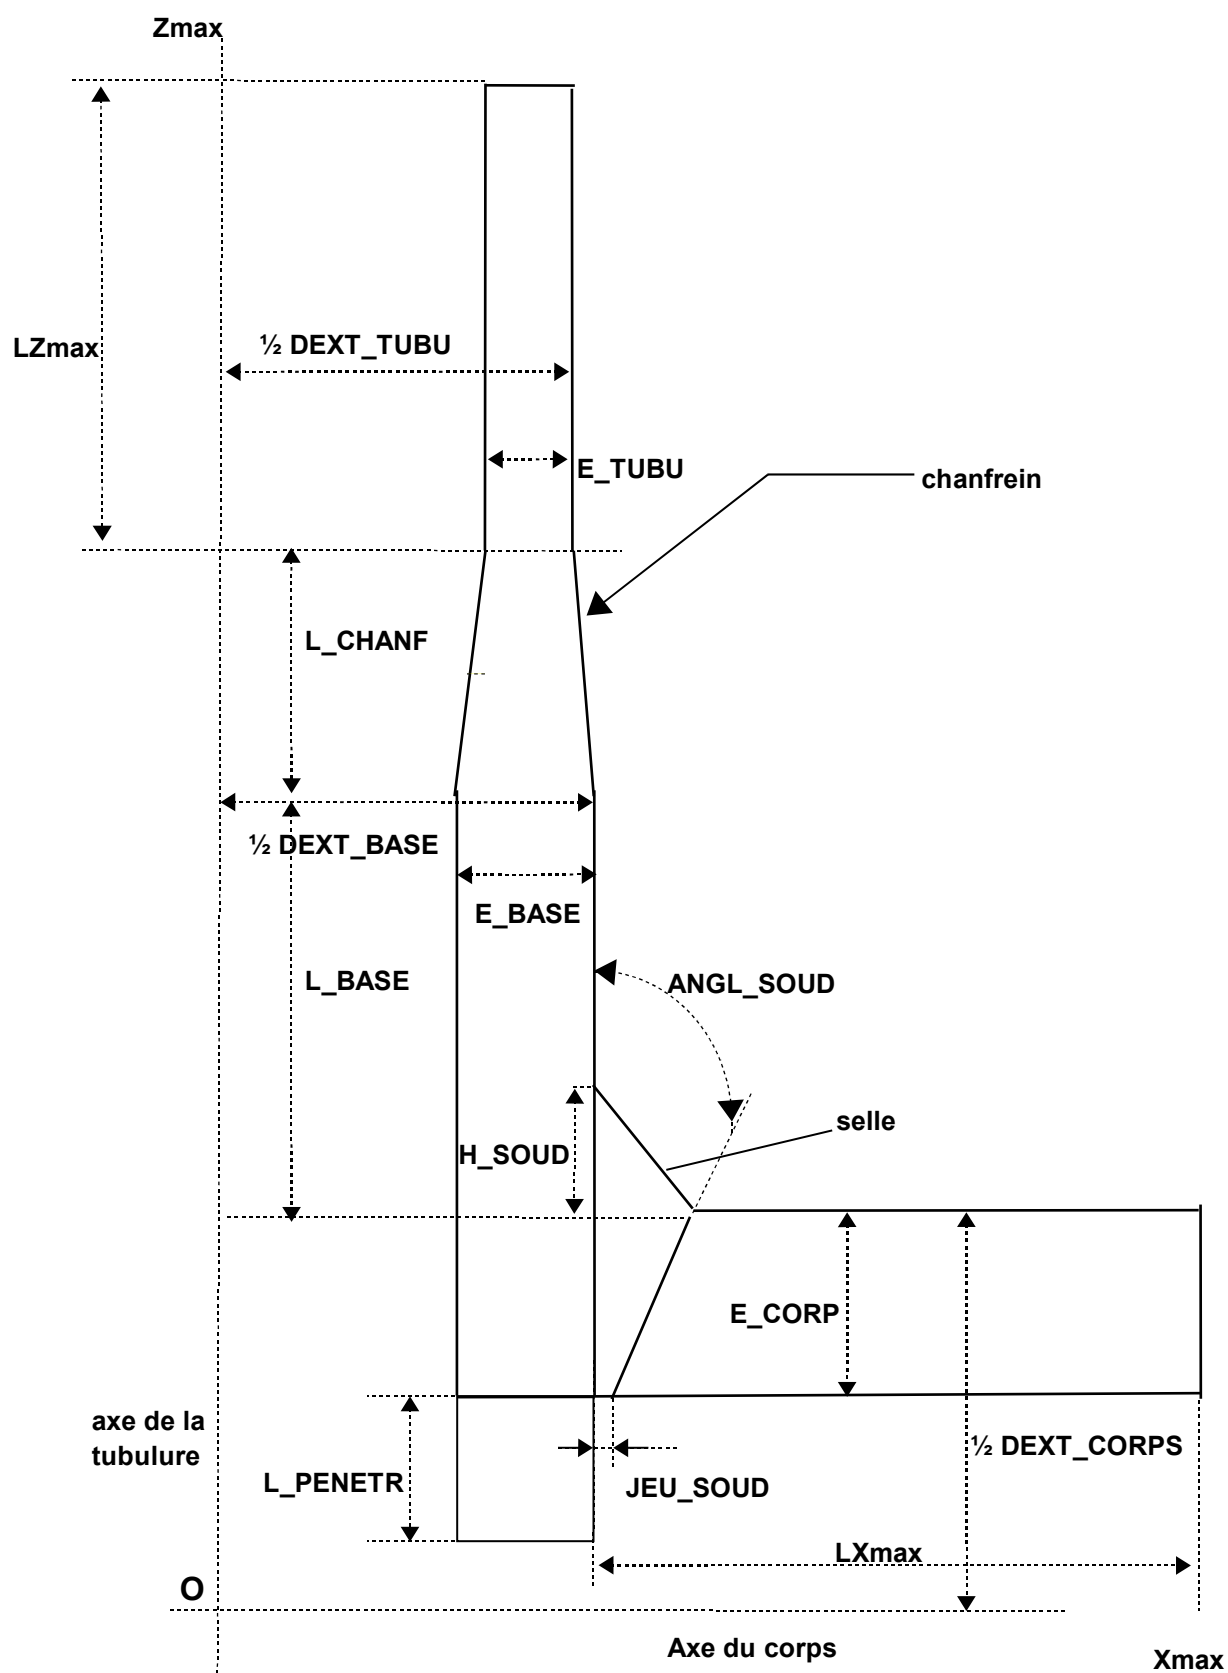 Zmax
LZmax
½ DEXT_TUBU
E_TUBU
chanfrein
L_CHANF
½ DEXT_BASE
E_BASE
L_BASE
ANGL_SOUD
selle
H_SOUD
E_CORP
axe de la
tubulure
½ DEXT_CORPS
L_PENETR
JEU_SOUD
LXmax
O
Axe du corps
Xmax